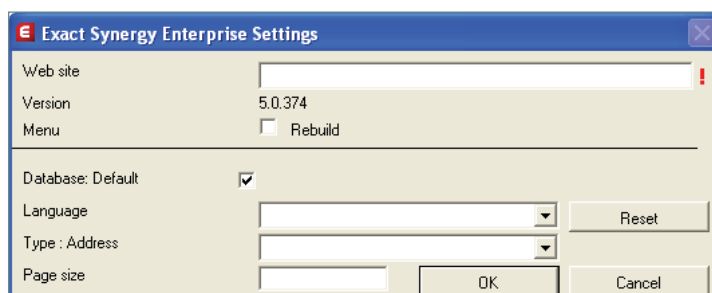 Exact Synergy Enterprise Settings
Web site !
Version 5.0.374
Menu Rebuild
Database: Default
Language Reset
Type : Address
Page size OK Cancel